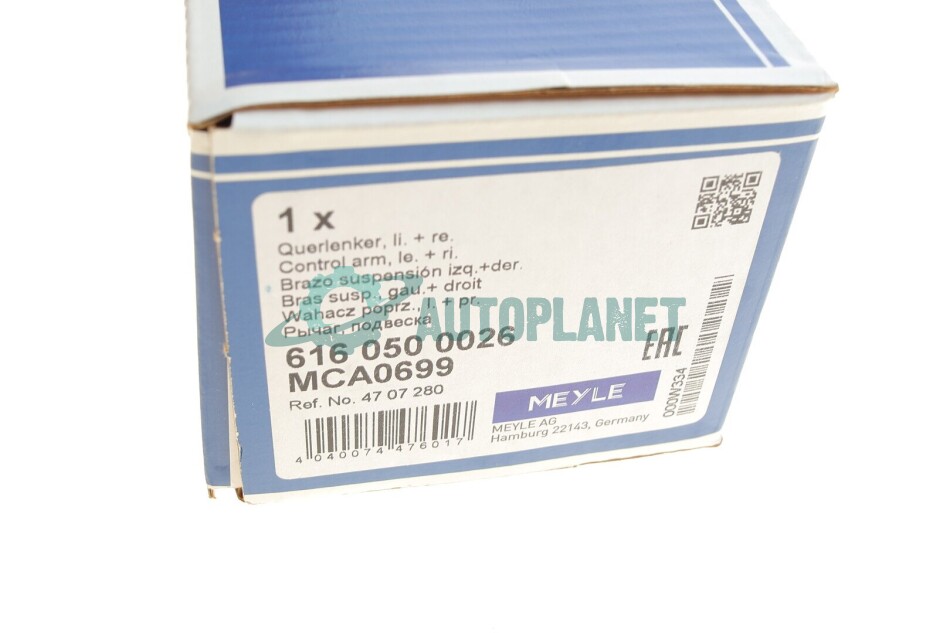 1 x
Querlenker, li. + re.
Control arm, le. + ri.
Brazo suspensión izq.+der.
Bras susp., gau.+ droit
Wahacz poprz., l. + pr.
Рычаг, подвеска
AUTOPLANET
616 050 0026
MCA0699
Ref. No. 47 07 280
4 040074 476017
MEYLE
MEYLE AG
Hamburg 22143, Germany
EAC
000W334